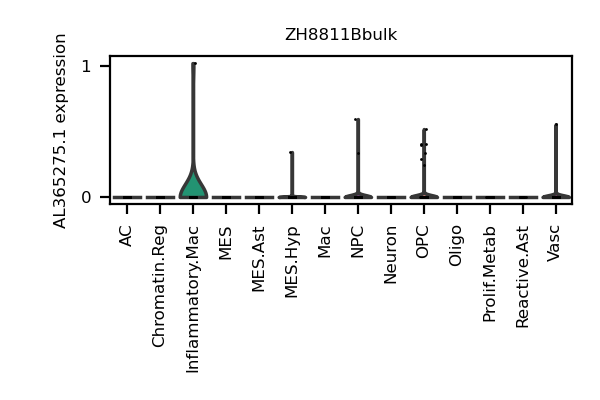 ZH8811Bbulk
AL365275.1 expression
1
0
AC
Chromatin.Reg
Inflammatory.Mac
MES
MES.Ast
MES.Hyp
Mac
NPC
Neuron
OPC
Oligo
Prolif.Metab
Reactive.Ast
Vasc